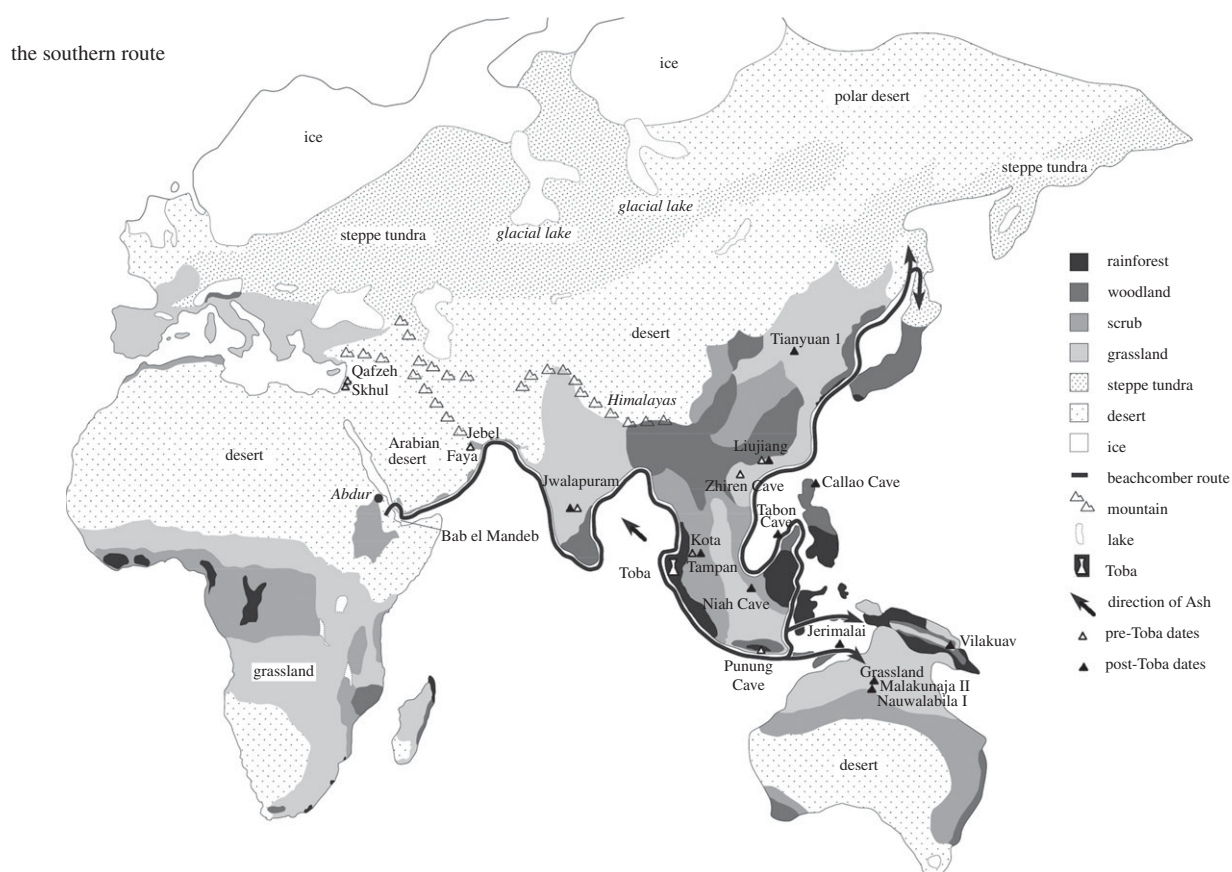 the southern route
ice
ice
polar desert
steppe tundra
glacial lake
glacial lake
steppe tundra
desert
Tianyuan 1
Qafzeh
Skhul
Himalayas
Jebel
Faya
Arabian
desert
desert
Liujiang
Zhiren Cave
Jwalapuram
Callao Cave
Abdur
Tabon
Cave
Bab el Mandeb
Kota
Tampan
Toba
Niah Cave
Jerimalai
Vilakuav
Punung
Cave
grassland
Grassland
Malakunaja II
Nauwalabila I
desert
rainforest
woodland
scrub
grassland
steppe tundra
desert
ice
beachcomber route
mountain
lake
Toba
direction of Ash
pre-Toba dates
post-Toba dates